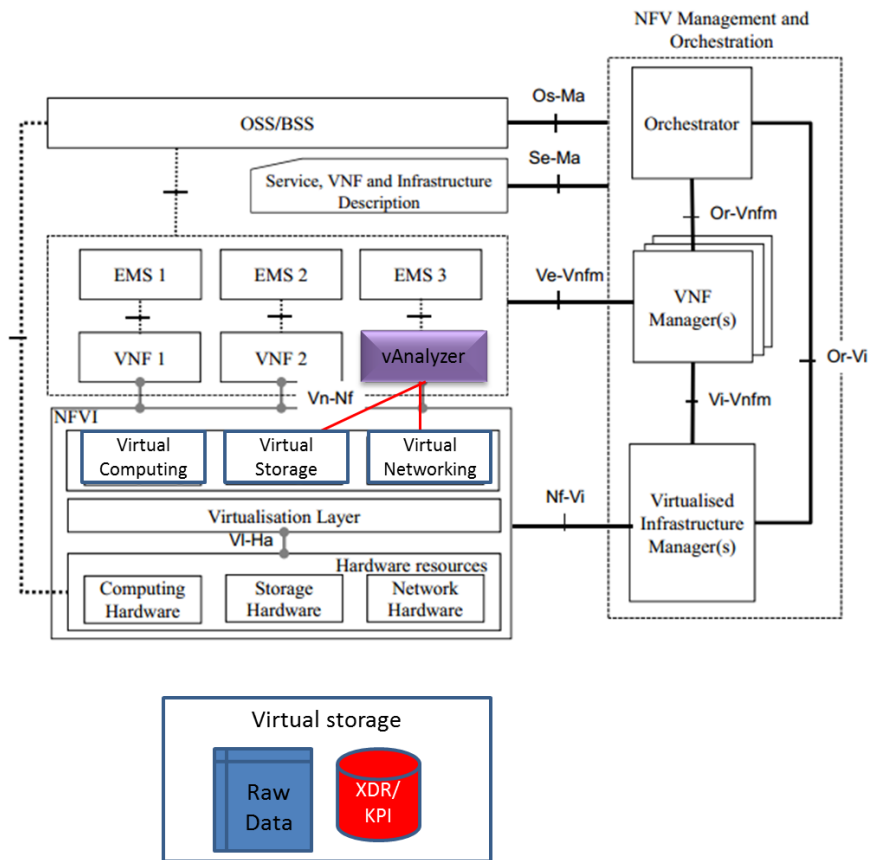 NFV Management and
Orchestration
Os-Ma
OSS/BSS
Orchestrator
Se-Ma
Service, VNF and Infrastructure
Description
Or-Vnfm
EMS 1
EMS 2
EMS 3
Ve-Vnfm
VNF
Manager(s)
VNF 1
VNF 2
vAnalyzer
Or-Vi
Vn-Nf
Vi-Vnfm
NFVI
Virtual
Computing
Virtual
Storage
Virtual
Networking
Nf-Vi
Virtualised
Infrastructure
Manager(s)
Virtualisation Layer
VI-Ha
Hardware resources
Computing
Hardware
Storage
Hardware
Network
Hardware
Virtual storage
Raw
Data
XDR/
KPI